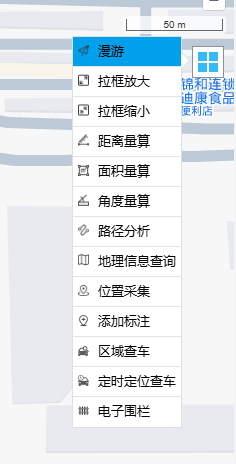 50 m
漫游
锦和连锁
拉框放大
迪康食品
便利店
拉框缩小
距离量算
面积量算
角度量算
路径分析
地理信息查询
位置采集
添加标注
区域查车
定时定位查车
电子围栏